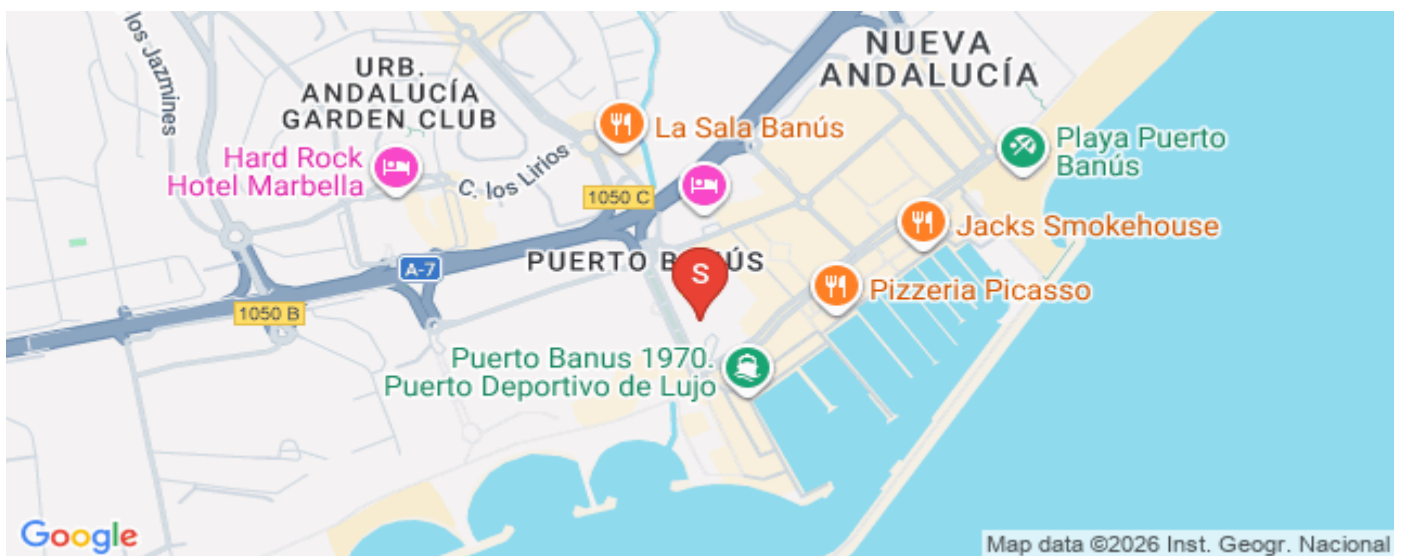 los Jazmines
URB.
ANDALUCÍA
GARDEN CLUB
NUEVA
ANDALUCÍA
La Sala Banús
Playa Puerto
Banús
Hard Rock
Hotel Marbella
C. los Lirios
1050 C
Jacks Smokehouse
PUERTO B
ÚS
S
A-7
Pizzeria Picasso
1050 B
Puerto Banus 1970.
Puerto Deportivo de Lujo
Google
Map data ©2026 Inst. Geogr. Nacional